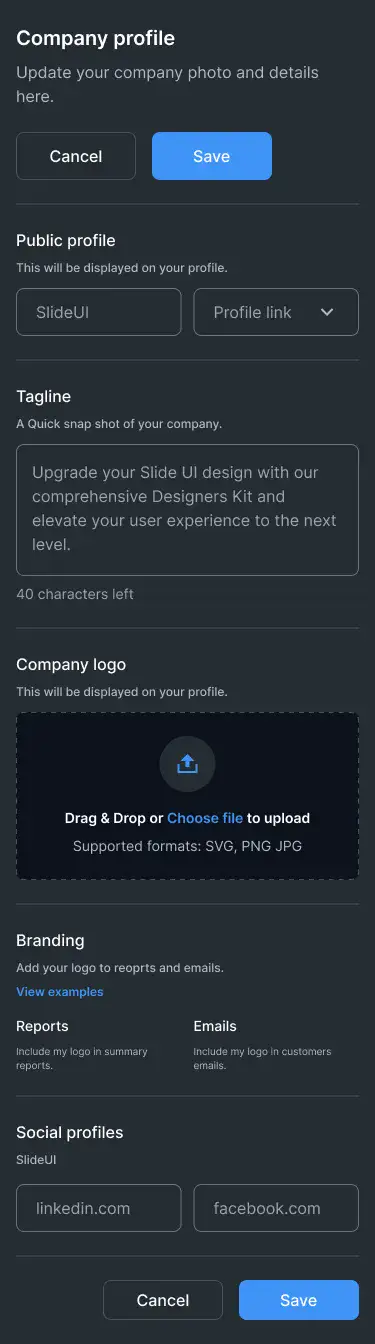 Company profile
Update your company photo and details
here.
Cancel
Save
Public profile
This will be displayed on your profile.
SlideUI
Profile link
Tagline
A Quick snap shot of your company.
Upgrade your Slide UI design with our
comprehensive Designers Kit and
elevate your user experience to the next
level.
40 characters left
Company logo
This will be displayed on your profile.
Drag & Drop or Choose file to upload
Supported formats: SVG, PNG JPG
Branding
Add your logo to reoprts and emails.
View examples
Reports
Include my logo in summary
reports.
Emails
Include my logo in customers
emails.
Social profiles
SlideUI
linkedin.com
facebook.com
Cancel
Save